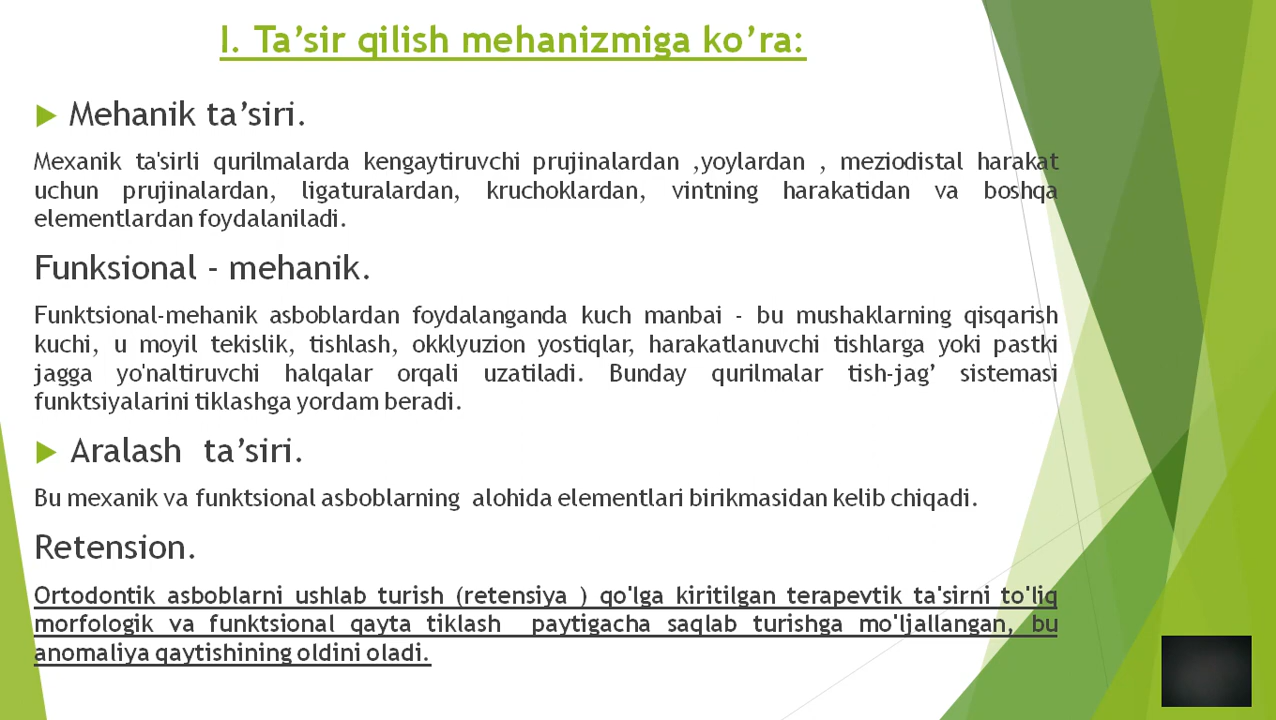 I. Ta’sir qilish mehanizmiga ko’ra:
Mehanik ta’siri.
Mexanik ta'sirli qurilmalarda kengaytiruvchi prujinalardan ,yoylardan , meziodistal harakat
uchun prujinalardan, ligaturalardan, kruchoklardan, vintning harakatidan va boshqa
elementlardan foydalaniladi.
Funksional - mehanik.
Funktsional-mehanik asboblardan foydalanganda kuch manbai - bu mushaklarning qisqarish
kuchi, u moyil tekislik, tishlash, okklyuzion yostiqlar, harakatlanuvchi tishlarga yoki pastki
jagga yo'naltiruvchi halqalar orqali uzatiladi. Bunday qurilmalar tish-jag’ sistemasi
funktsiyalarini tiklashga yordam beradi.
Aralash  ta’siri.
Bu mexanik va funktsional asboblarning  alohida elementlari birikmasidan kelib chiqadi.
Retension.
Ortodontik asboblarni ushlab turish (retensiya ) qo'lga kiritilgan terapevtik ta'sirni to'liq
morfologik va funktsional qayta tiklash  paytigacha saqlab turishga mo'ljallangan, bu
anomaliya qaytishining oldini oladi.